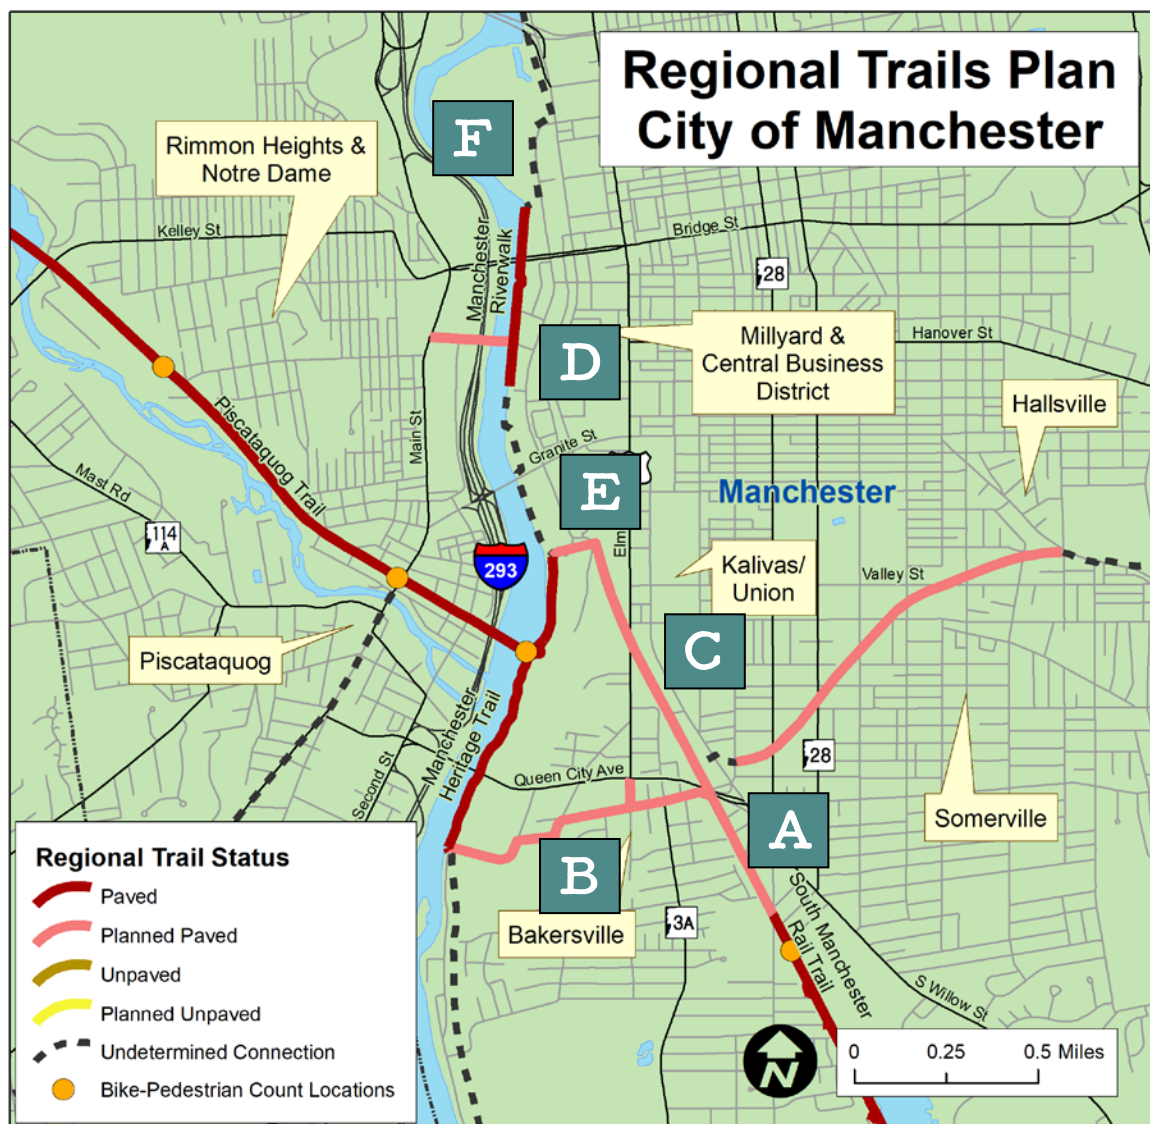 Regional Trails Plan
City of Manchester
F
Rimmon Heights &
Notre Dame
Kelley St
Bridge St
Manchester
Riverwalk
28
D
Millyard &
Central Business
District
Hanover St
Hallsville
Main St
Piscataquog Trail
Granite St
Mast Rd
E
Manchester
114
A
Elm
293
Kalivas/
Union
Valley St
C
Piscataquog
Manchester
Heritage Trail
Second St
Queen City Ave
28
A
Somerville
B
Bakersville
3A
South Manchester
Rail Trail
S Willow St
Regional Trail Status
Paved
Planned Paved
Unpaved
Planned Unpaved
Undetermined Connection
Bike-Pedestrian Count Locations
N
0 0.25 0.5 Miles